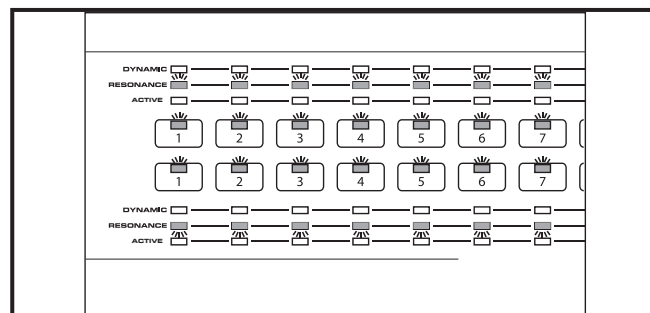 DYNAMIC
RESONANCE
ACTIVE
1 2 3 4 5 6 7
1 2 3 4 5 6 7
DYNAMIC
RESONANCE
ACTIVE